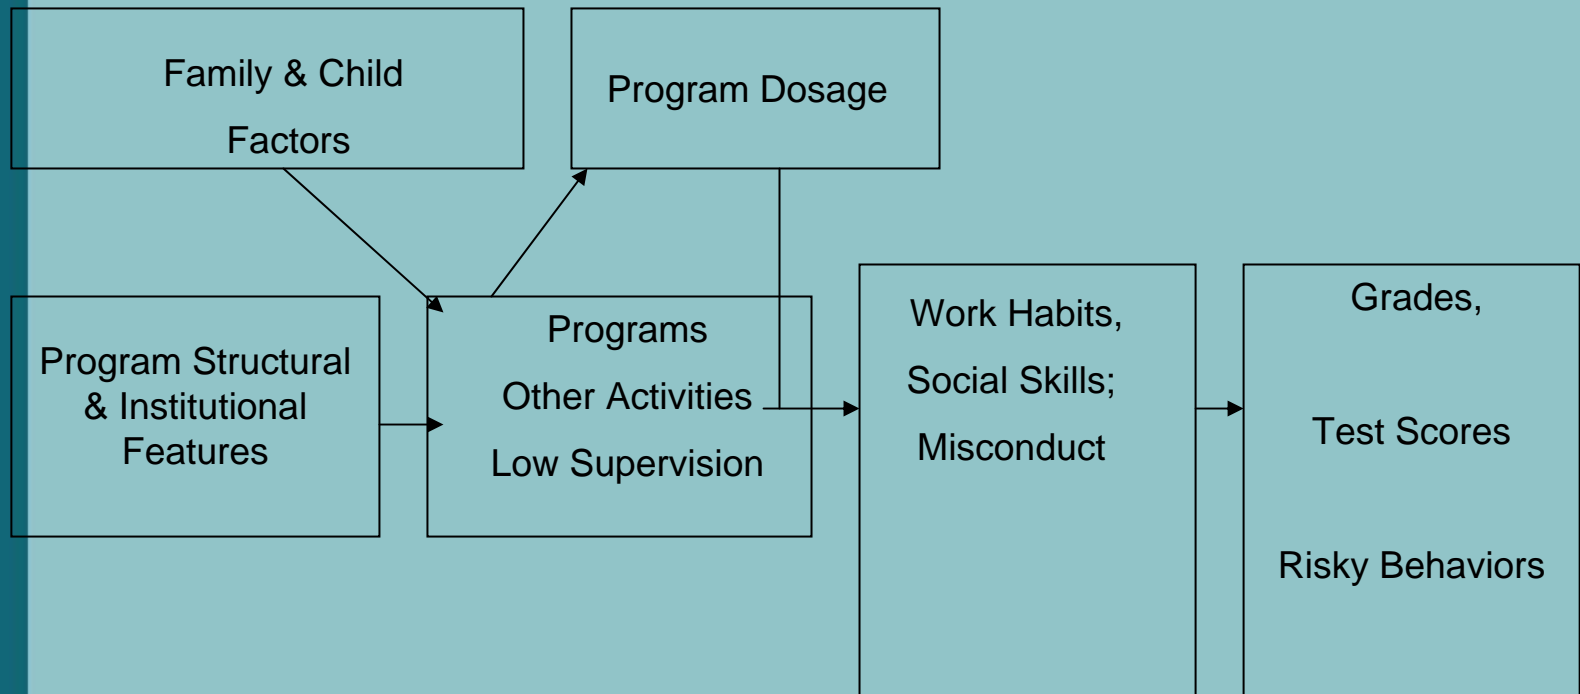 Family & Child
Factors
Program Dosage
Program Structural
& Institutional
Features
Programs
Other Activities
Low Supervision
Work Habits,
Social Skills;
Misconduct
Grades,
Test Scores
Risky Behaviors